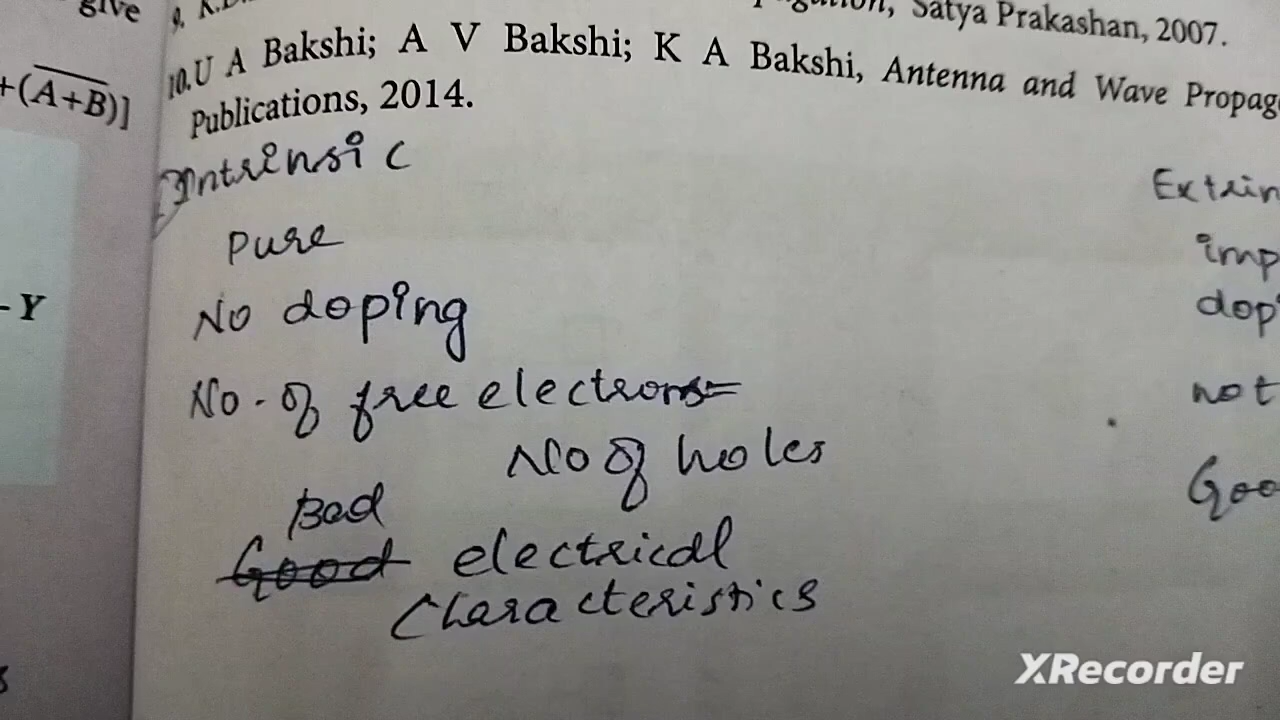 give
+(A+B)]
- Y
9. K.D.
Satya Prakashan, 2007.
10. U A Bakshi; A V Bakshi; K A Bakshi, Antenna and Wave Propag
Publications, 2014.
Intrinsic
Extrin
Pure
imp
No doping
dop
No. of free electrons=
not
No of holes
Goo
Bad
Good electrical
characteristics
XRecorder